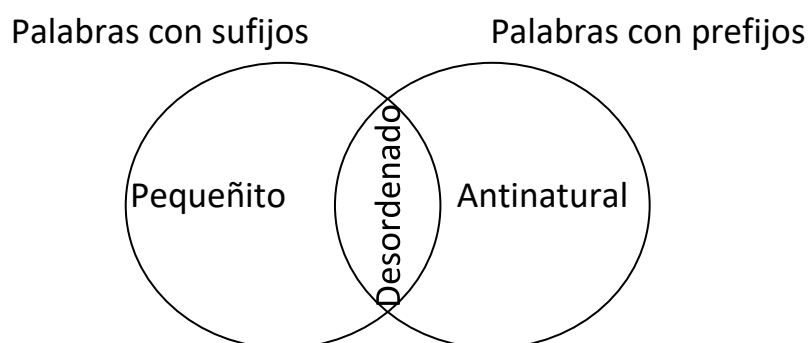 Palabras con sufijos
Palabras con prefijos
Pequeñito
Desordenado
Antinatural